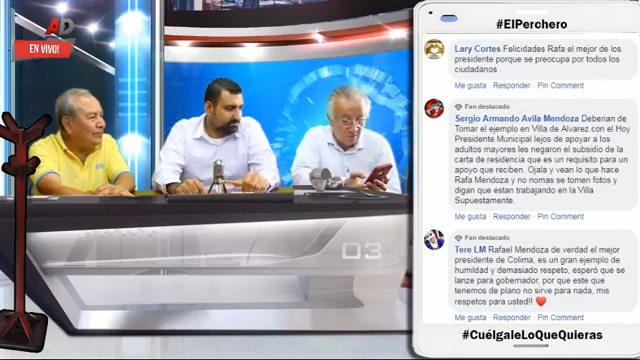 AD
EN VIVO!
03
#ElPerchero
Lary Cortes Felicidades Rafa el mejor de los
presidente porque se preocupa por todos los
ciudadanos .
Me gusta · Responder · Pin Comment
Fan destacado
Sergio Armando Avila Mendoza Deberian de
Tomar el ejemplo en Villa de Alvarez con el Hoy
Presidente Municipal lejos de apoyar a los
adultos mayores les negaron el subsidio de la
carta de residencia que es un requisito para un
apoyo que reciben. Ojala y vean lo que hace
Rafa Mendoza y no nomas se tomen fotos y
digan que estan trabajando en la Villa
Supuestamente.
Me gusta · Responder · Pin Comment
Fan destacado
Tere LM Rafael Mendoza de verdad el mejor
presidente de Colima, es un gran ejemplo de
humildad y demasiado respeto, esperó que se
lanze para gobernador, por que este que
tenemos de plano no sirve para nada, mis
respetos para usted!! ❤️
Me gusta · Responder · Pin Comment
#CuélgaleLoQueQuieras